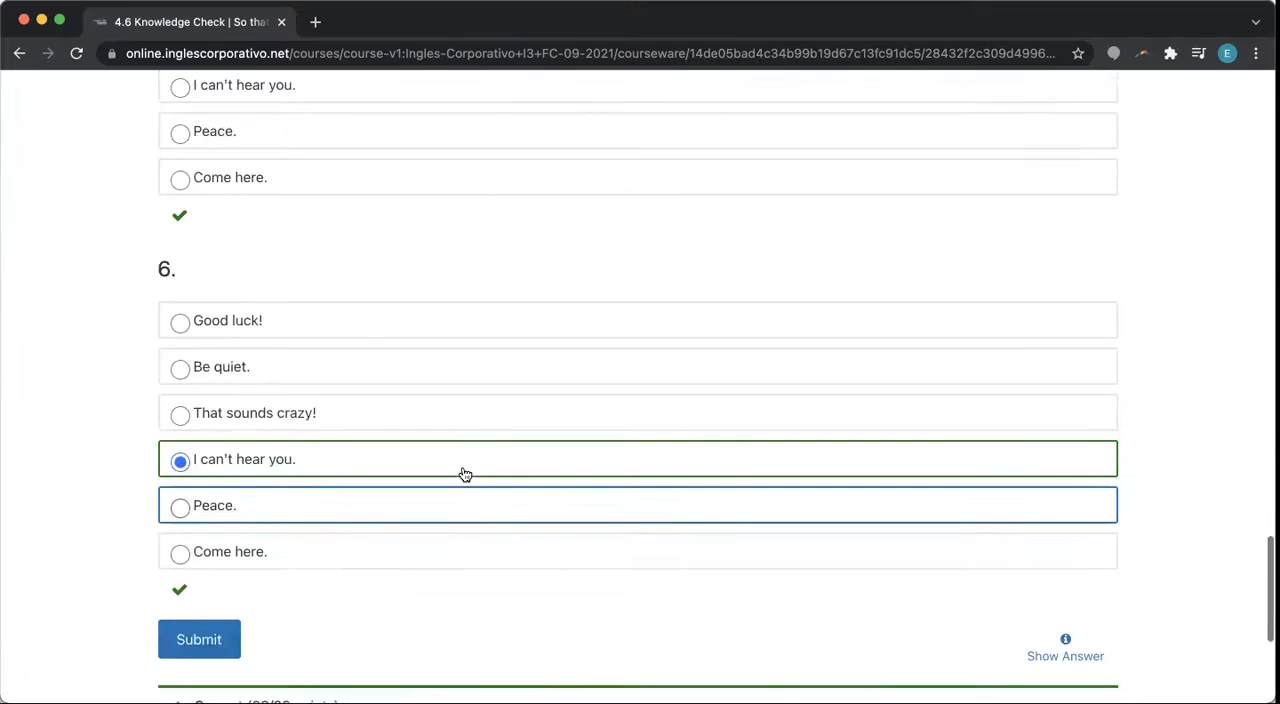 4.6 Knowledge Check | So that
online.inglescorporativo.net/courses/course-v1:Ingles-Corporativo+I3+FC-09-2021/courseware/14de05bad4c34b99b19d67c13fc91dc5/28432f2c309d4996...
E
I can't hear you.
Peace.
Come here.
6.
Good luck!
Be quiet.
That sounds crazy!
I can't hear you.
Peace.
Come here.
Submit
Show Answer